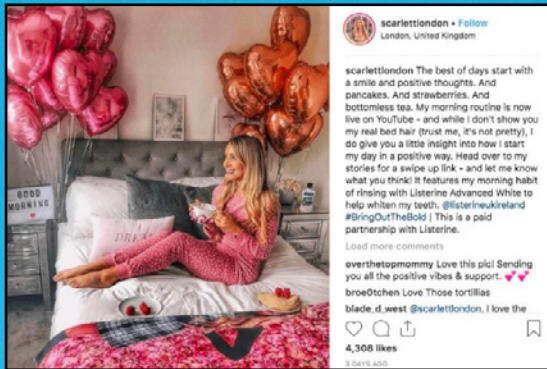 scarlettlondon • Follow
London, United Kingdom
scarlettlondon The best of days start with
a smile and positive thoughts. And
pancakes. And strawberries. And
bottomless tea. My morning routine is now
live on YouTube - and while I don't show you
my real bed hair (trust me, it's not pretty), I
do give you a little insight into how I start
my day in a positive way. Head over to my
stories for a swipe up link - and let me know
what you think! It features my morning habit
of rinsing with Listerine Advanced White to
help whiten my teeth. @listerineukireland
#BringOutTheBold | This is a paid
partnership with Listerine.
Load more comments
overthetopmommy Love this pic! Sending
you all the positive vibes & support. 💕💕
broe0tchen Love Those tortillias
blade_d_west @scarlettlondon, I love the
4,308 likes
3 DAYS AGO
GOOD
MORNING
DREAM